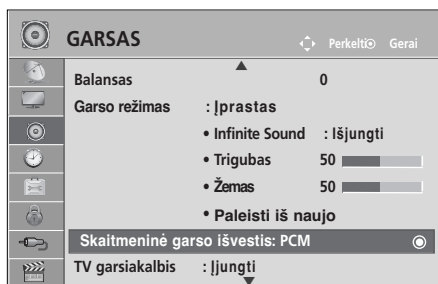 GARSAS Perkelti Gerai
Balansas 0
Garso režimas : Įprastas
• Infinite Sound : Išjungti
• Trigubas 50
• Žemas 50
• Paleisti iš naujo
Skaitmeninė garso išvestis: PCM
TV garsiakalbis : Įjungti